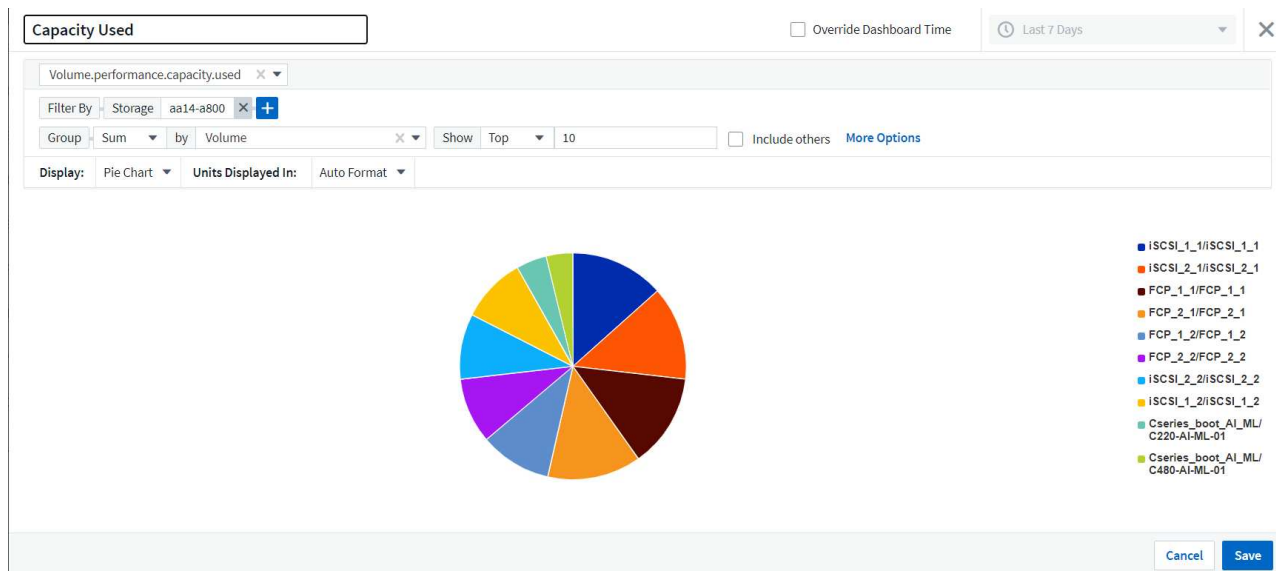 Capacity Used
Override Dashboard Time
Last 7 Days
Volume.performance.capacity.used
Filter By Storage aa14-a800
Group Sum by Volume Show Top 10 Include others More Options
Display: Pie Chart Units Displayed In: Auto Format
iSCSI_1_1/iSCSI_1_1
iSCSI_2_1/iSCSI_2_1
FCP_1_1/FCP_1_1
FCP_2_1/FCP_2_1
FCP_1_2/FCP_1_2
FCP_2_2/FCP_2_2
iSCSI_2_2/iSCSI_2_2
iSCSI_1_2/iSCSI_1_2
Cseries_boot_AI_ML/
C220-AI-ML-01
Cseries_boot_AI_ML/
C480-AI-ML-01
Cancel Save